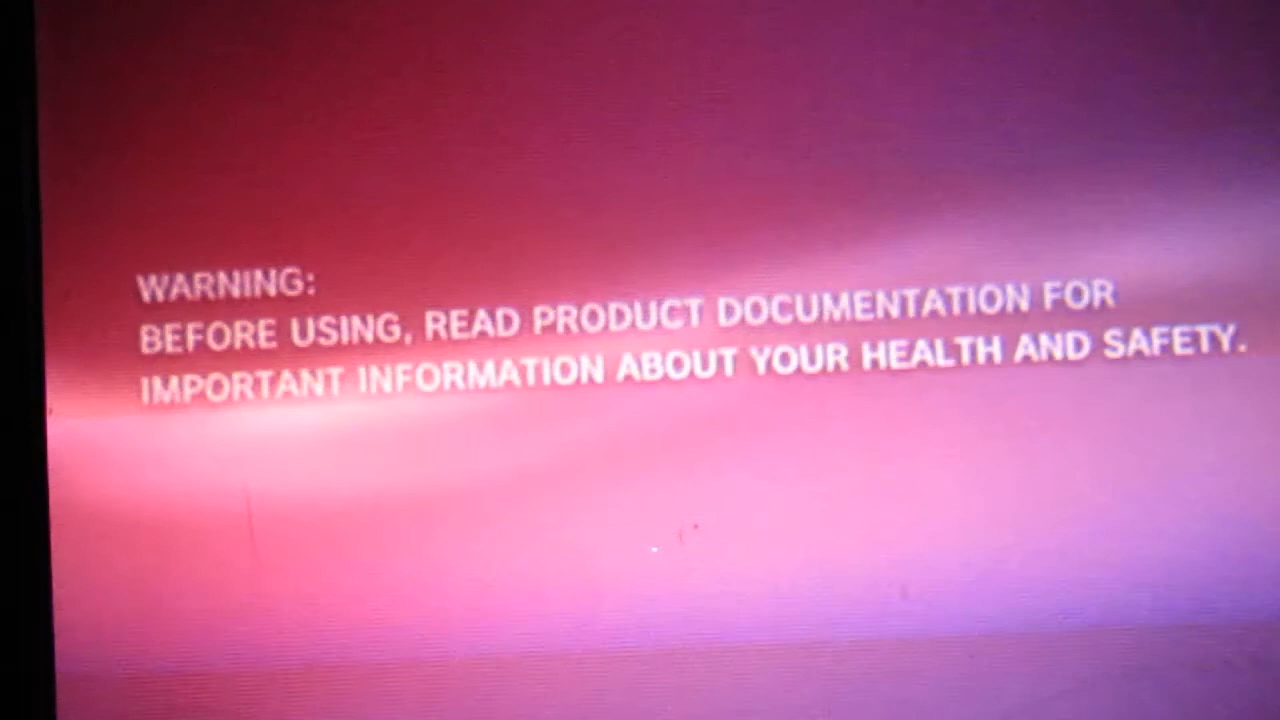 WARNING:
BEFORE USING, READ PRODUCT DOCUMENTATION FOR
IMPORTANT INFORMATION ABOUT YOUR HEALTH AND SAFETY.